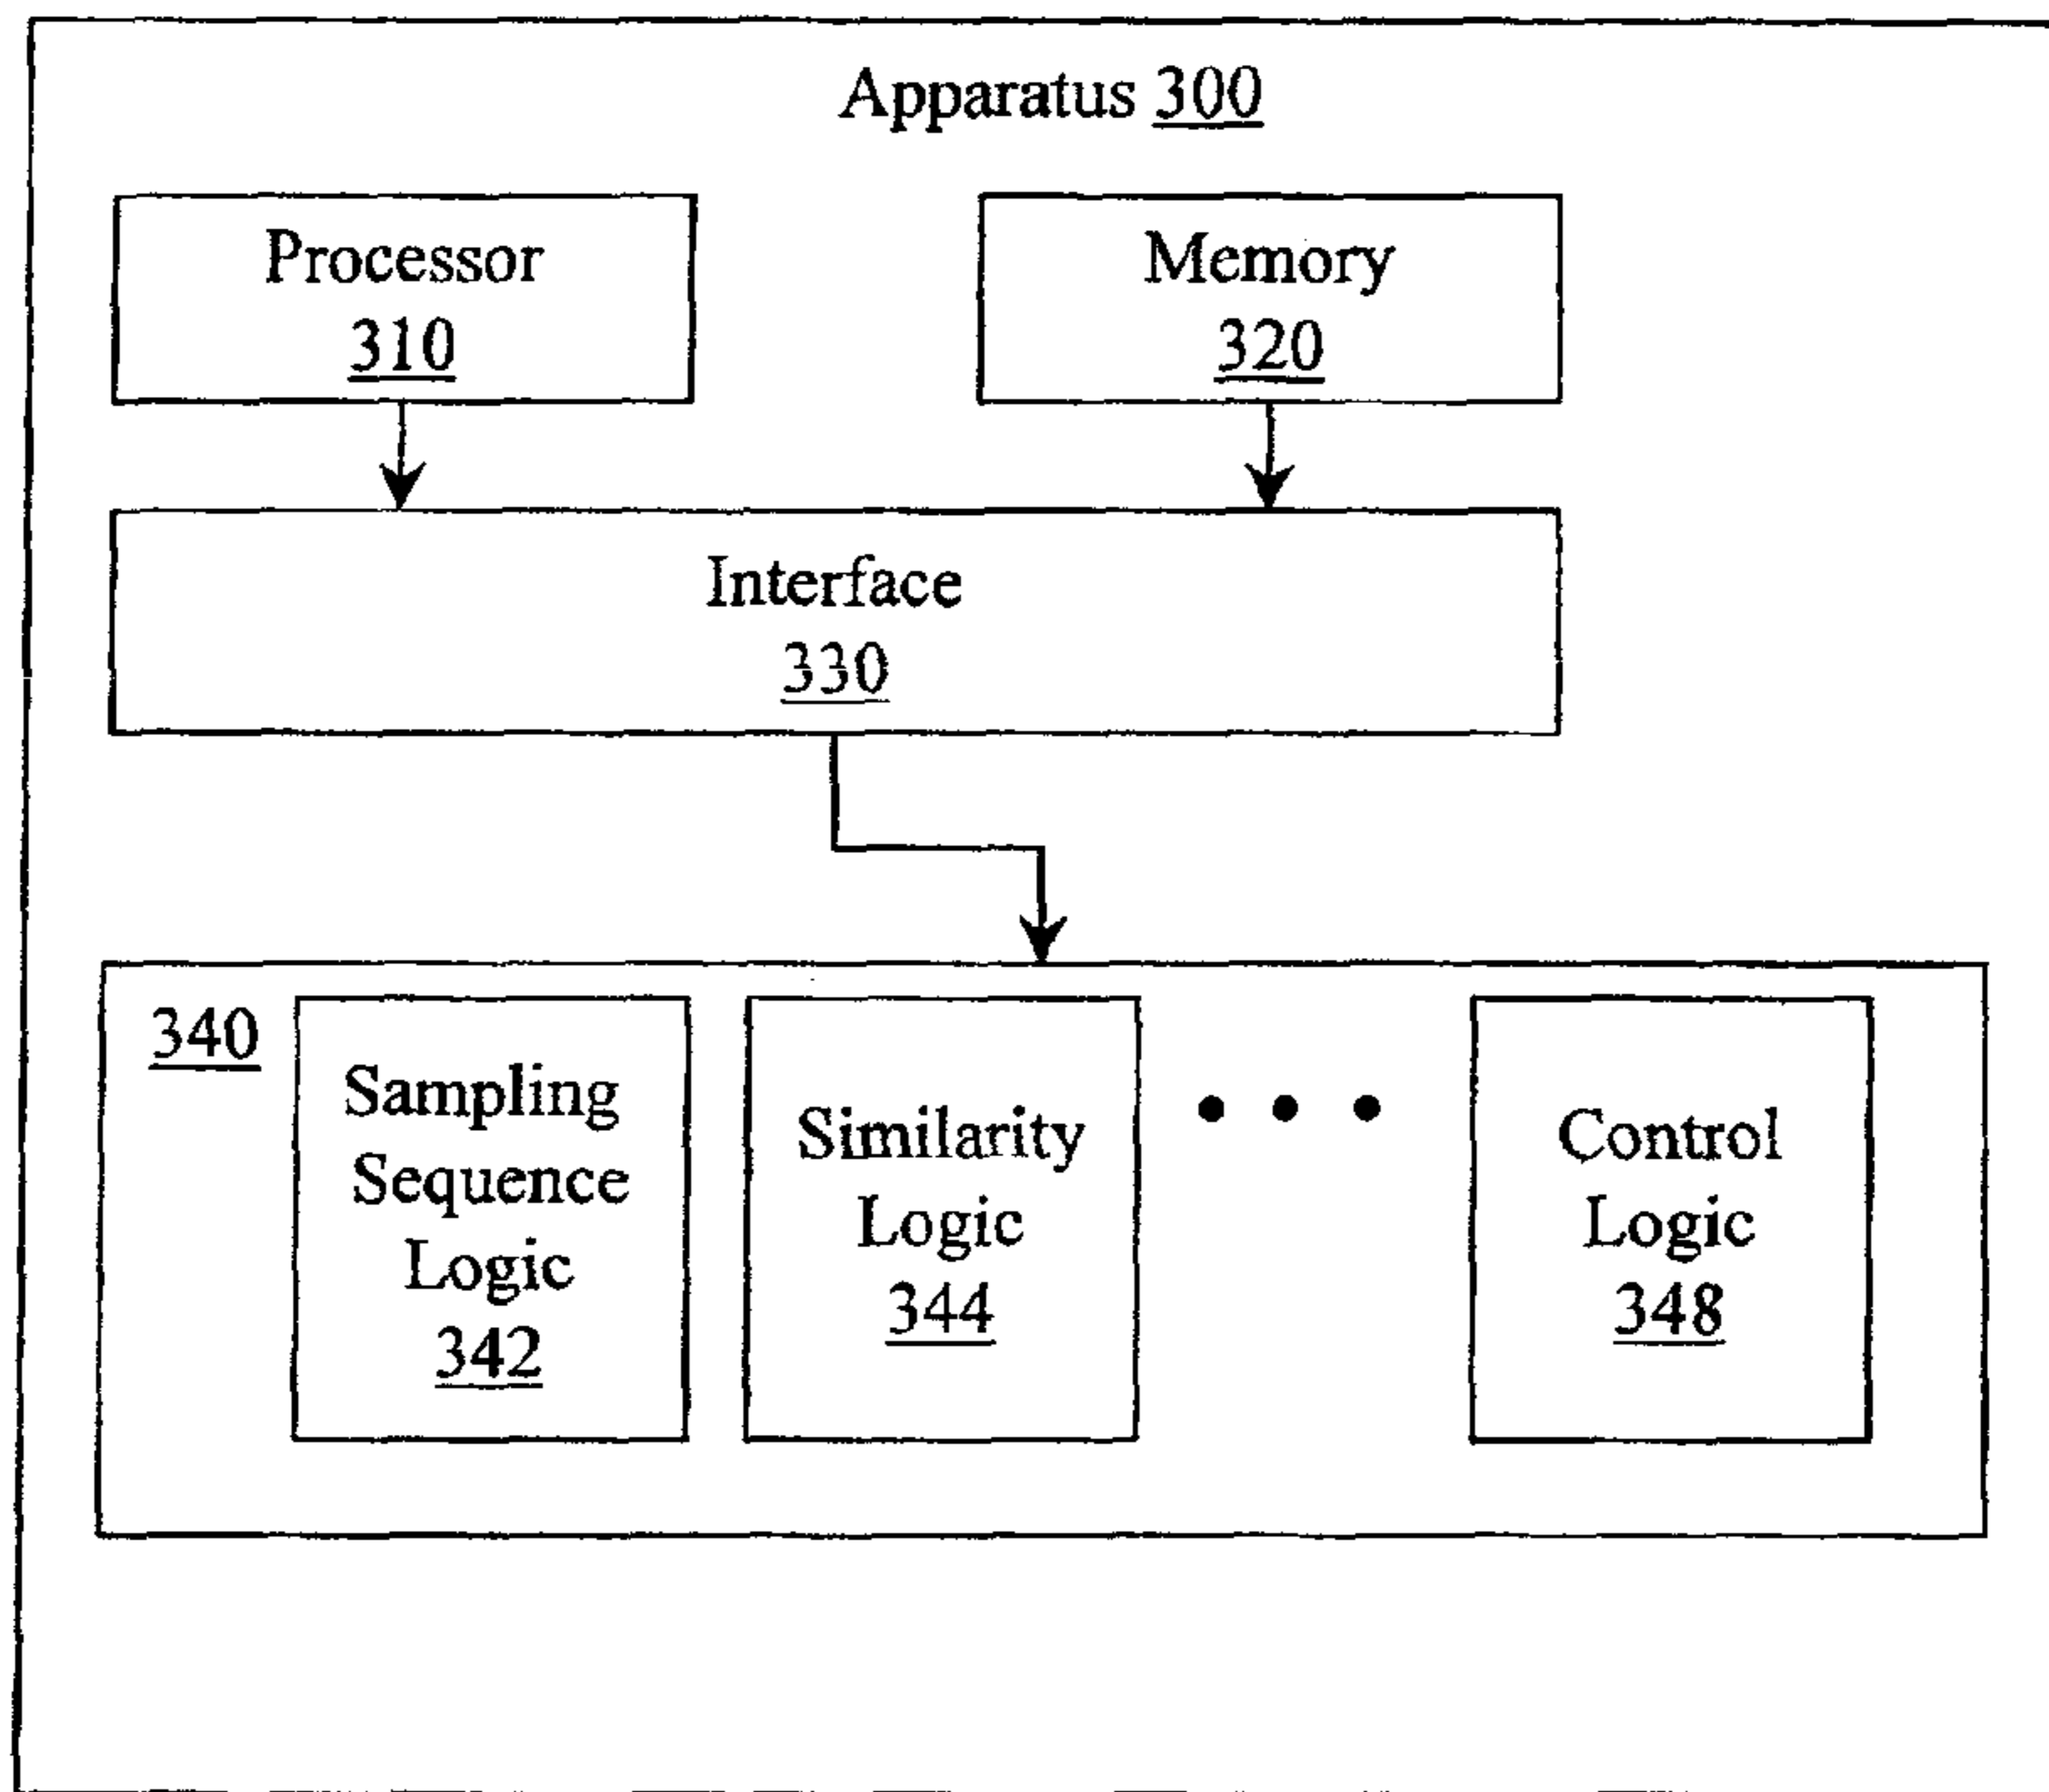 Apparatus 300
Processor
310
Memory
320
Interface
330
340
Sampling
Sequence
Logic
342
Similarity
Logic
344
Control
Logic
348